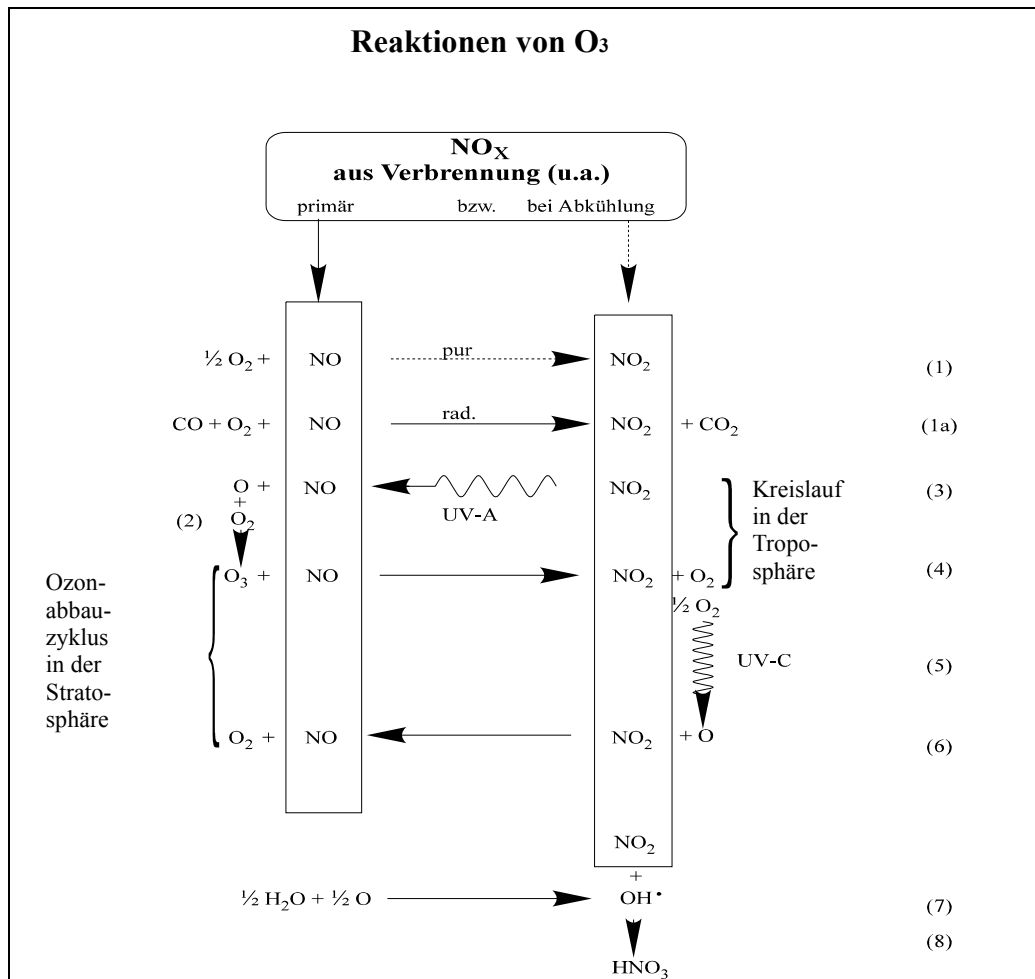 Reaktionen von O₃
NOX
aus Verbrennung (u.a.)
primär bzw. bei Abkühlung
½ O₂ + NO pur NO₂ (1)
CO + O₂ + NO rad. NO₂ + CO₂ (1a)
O + NO UV-A NO₂ (3)
+
(2) O₂
Kreislauf
in der
Tropo-
sphäre
O₃ + NO NO₂ + O₂ (4)
½ O₂
Ozon-
abbau-
zyklus
in der
Strato-
sphäre
UV-C (5)
O₂ + NO NO₂ + O (6)
NO₂
+
½ H₂O + ½ O OH• (7)
(8)
HNO₃